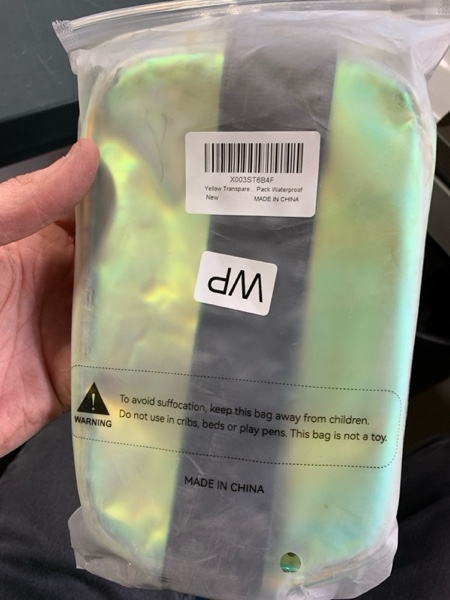 X003ST6B4F
Yellow Transpare... Pack Waterproof
New MADE IN CHINA
WP
WARNING
To avoid suffocation, keep this bag away from children.
Do not use in cribs, beds or play pens. This bag is not a toy.
MADE IN CHINA